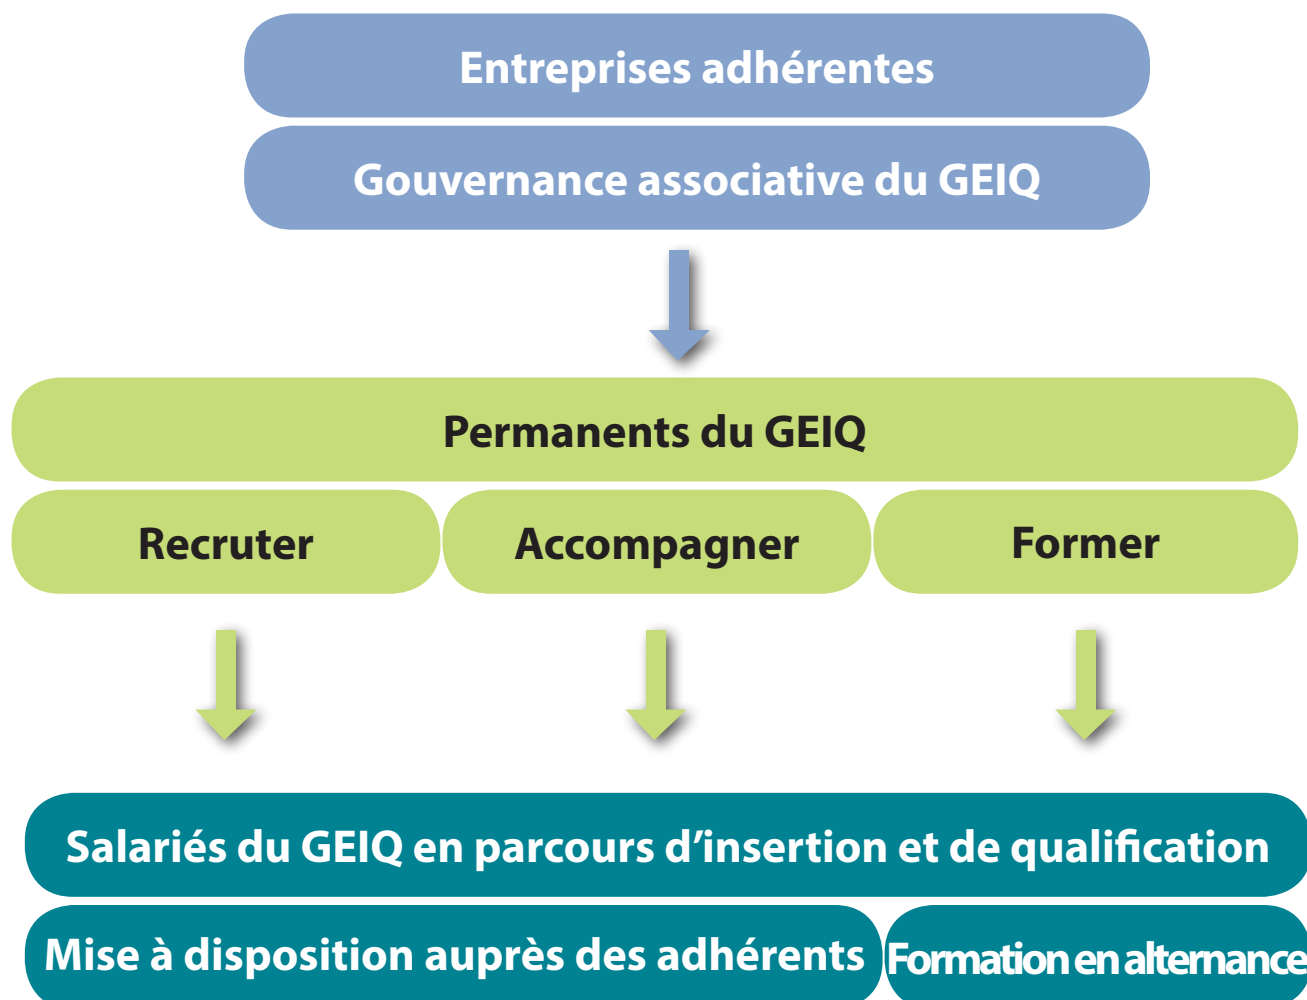 Entreprises adhérentes
Gouvernance associative du GEIQ
Permanents du GEIQ
Recruter
Accompagner
Former
Salariés du GEIQ en parcours d’insertion et de qualification
Mise à disposition auprès des adhérents
Formation en alternance